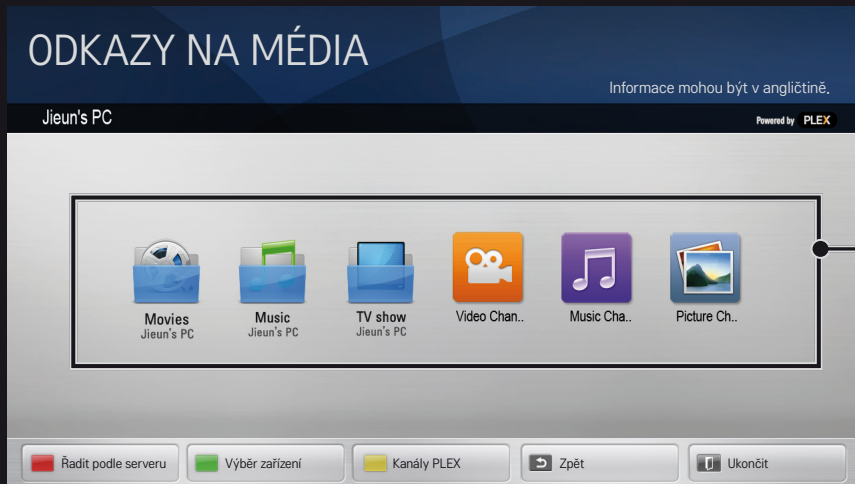 ODKAZY NA MÉDIA
Informace mohou být v angličtině.
Jieun's PC
Powered by PLEX
Movies
Jieun's PC
Music
Jieun's PC
TV show
Jieun's PC
Video Chan..
Music Cha..
Picture Ch..
Řadit podle serveru
Výběr zařízení
Kanály PLEX
Zpět
Ukončit